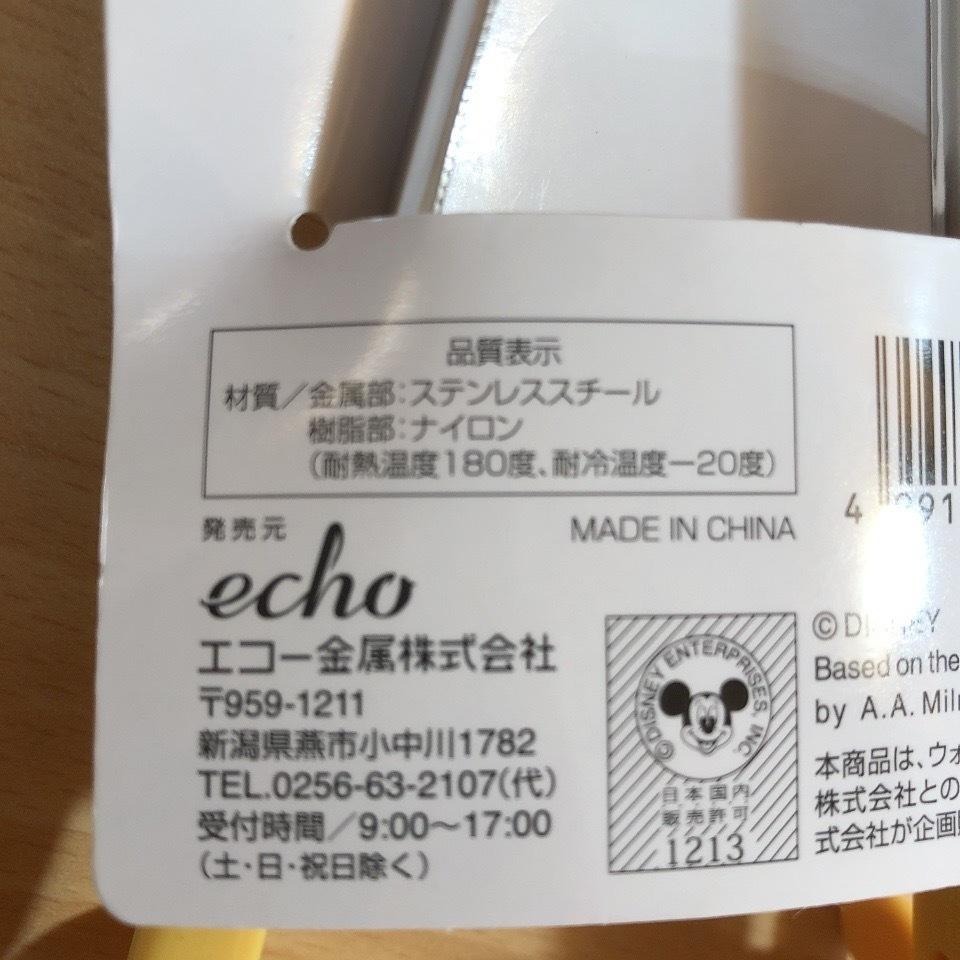 品質表示
材質／金属部：ステンレススチール
樹脂部：ナイロン
（耐熱温度180度、耐冷温度－20度）
発売元
MADE IN CHINA
echo
エコー金属株式会社
〒959-1211
新潟県燕市小中川1782
TEL.0256-63-2107（代）
受付時間／9:00〜17:00
（土・日・祝日除く）
© DISNEY ENTERPRISES, INC.
日本国内
販売許可
1213
4 991
© DISNEY
Based on the
by A.A.
本商品は、ウォ
株式会社との
式会社が企画